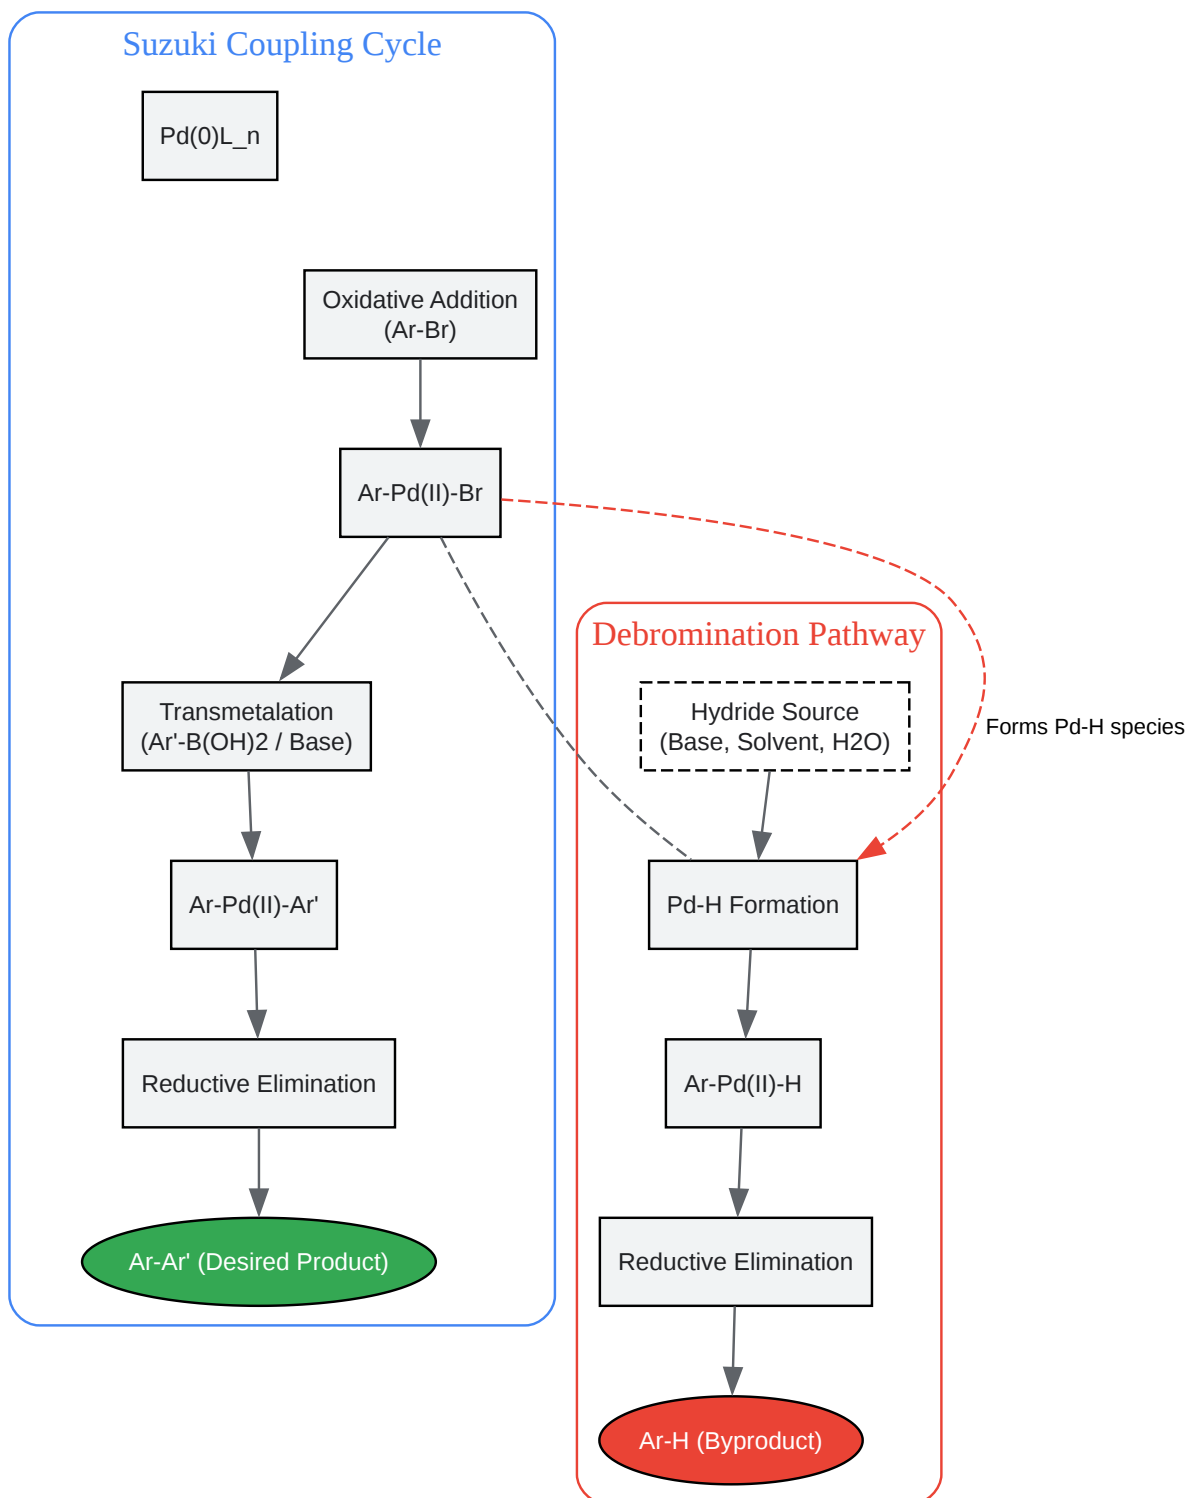 Suzuki Coupling Cycle
Pd(0)L_n
Oxidative Addition
(Ar-Br)
Ar-Pd(II)-Br
Transmetalation
(Ar'-B(OH)2 / Base)
Ar-Pd(II)-Ar'
Reductive Elimination
Ar-Ar' (Desired Product)
Debromination Pathway
Hydride Source
(Base, Solvent, H2O)
Forms Pd-H species
Pd-H Formation
Ar-Pd(II)-H
Reductive Elimination
Ar-H (Byproduct)